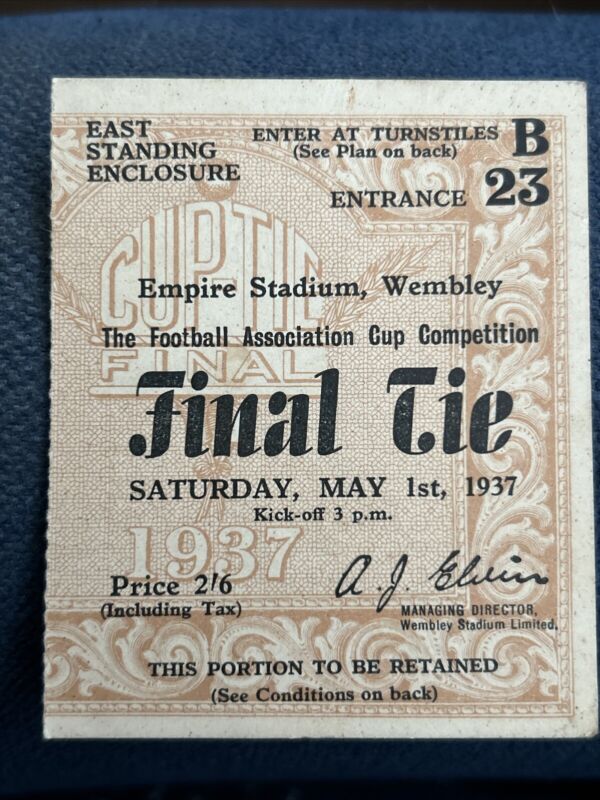 EAST
STANDING
ENCLOSURE
ENTER AT TURNSTILES B
(See Plan on back)
ENTRANCE 23
CUP-TIE
Empire Stadium, Wembley
The Football Association Cup Competition
FINAL
Final Tie
SATURDAY, MAY 1st, 1937
Kick-off 3 p.m.
1937
Price 2/6
(Including Tax)
A. J. Elvin
MANAGING DIRECTOR,
Wembley Stadium Limited.
THIS PORTION TO BE RETAINED
(See Conditions on back)